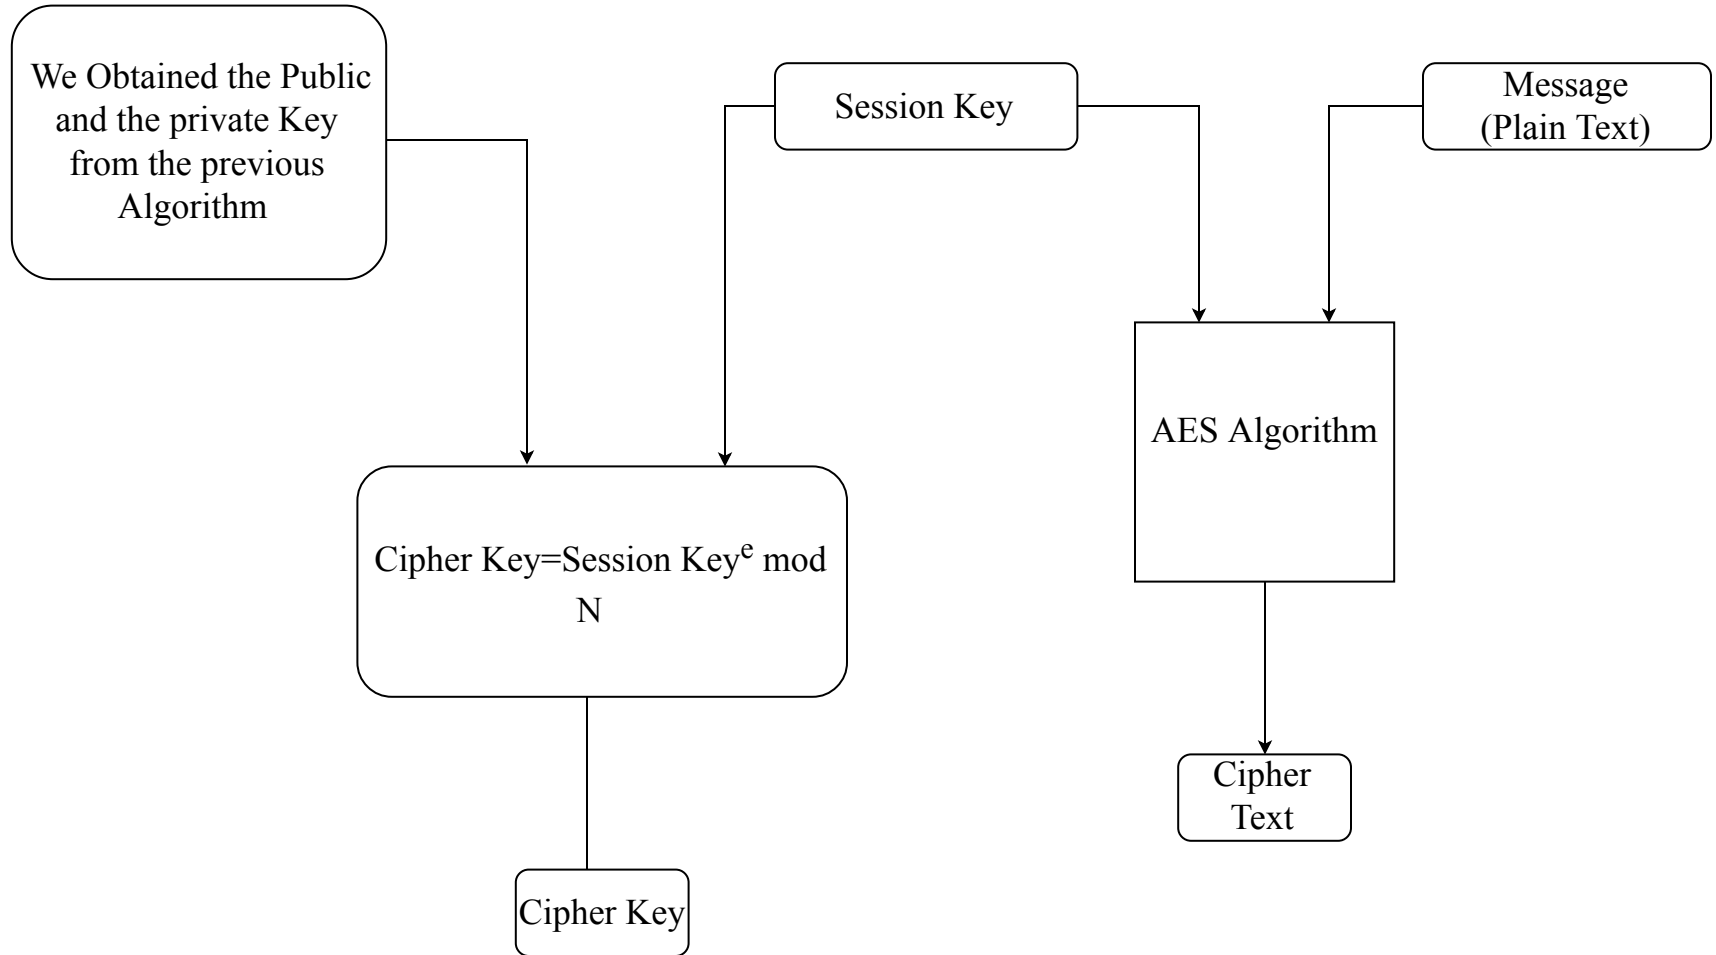 We Obtained the Public
and the private Key
from the previous
Algorithm
Session Key
Message
(Plain Text)
AES Algorithm
Cipher Key=Session Keyᵉ mod
N
Cipher
Text
Cipher Key